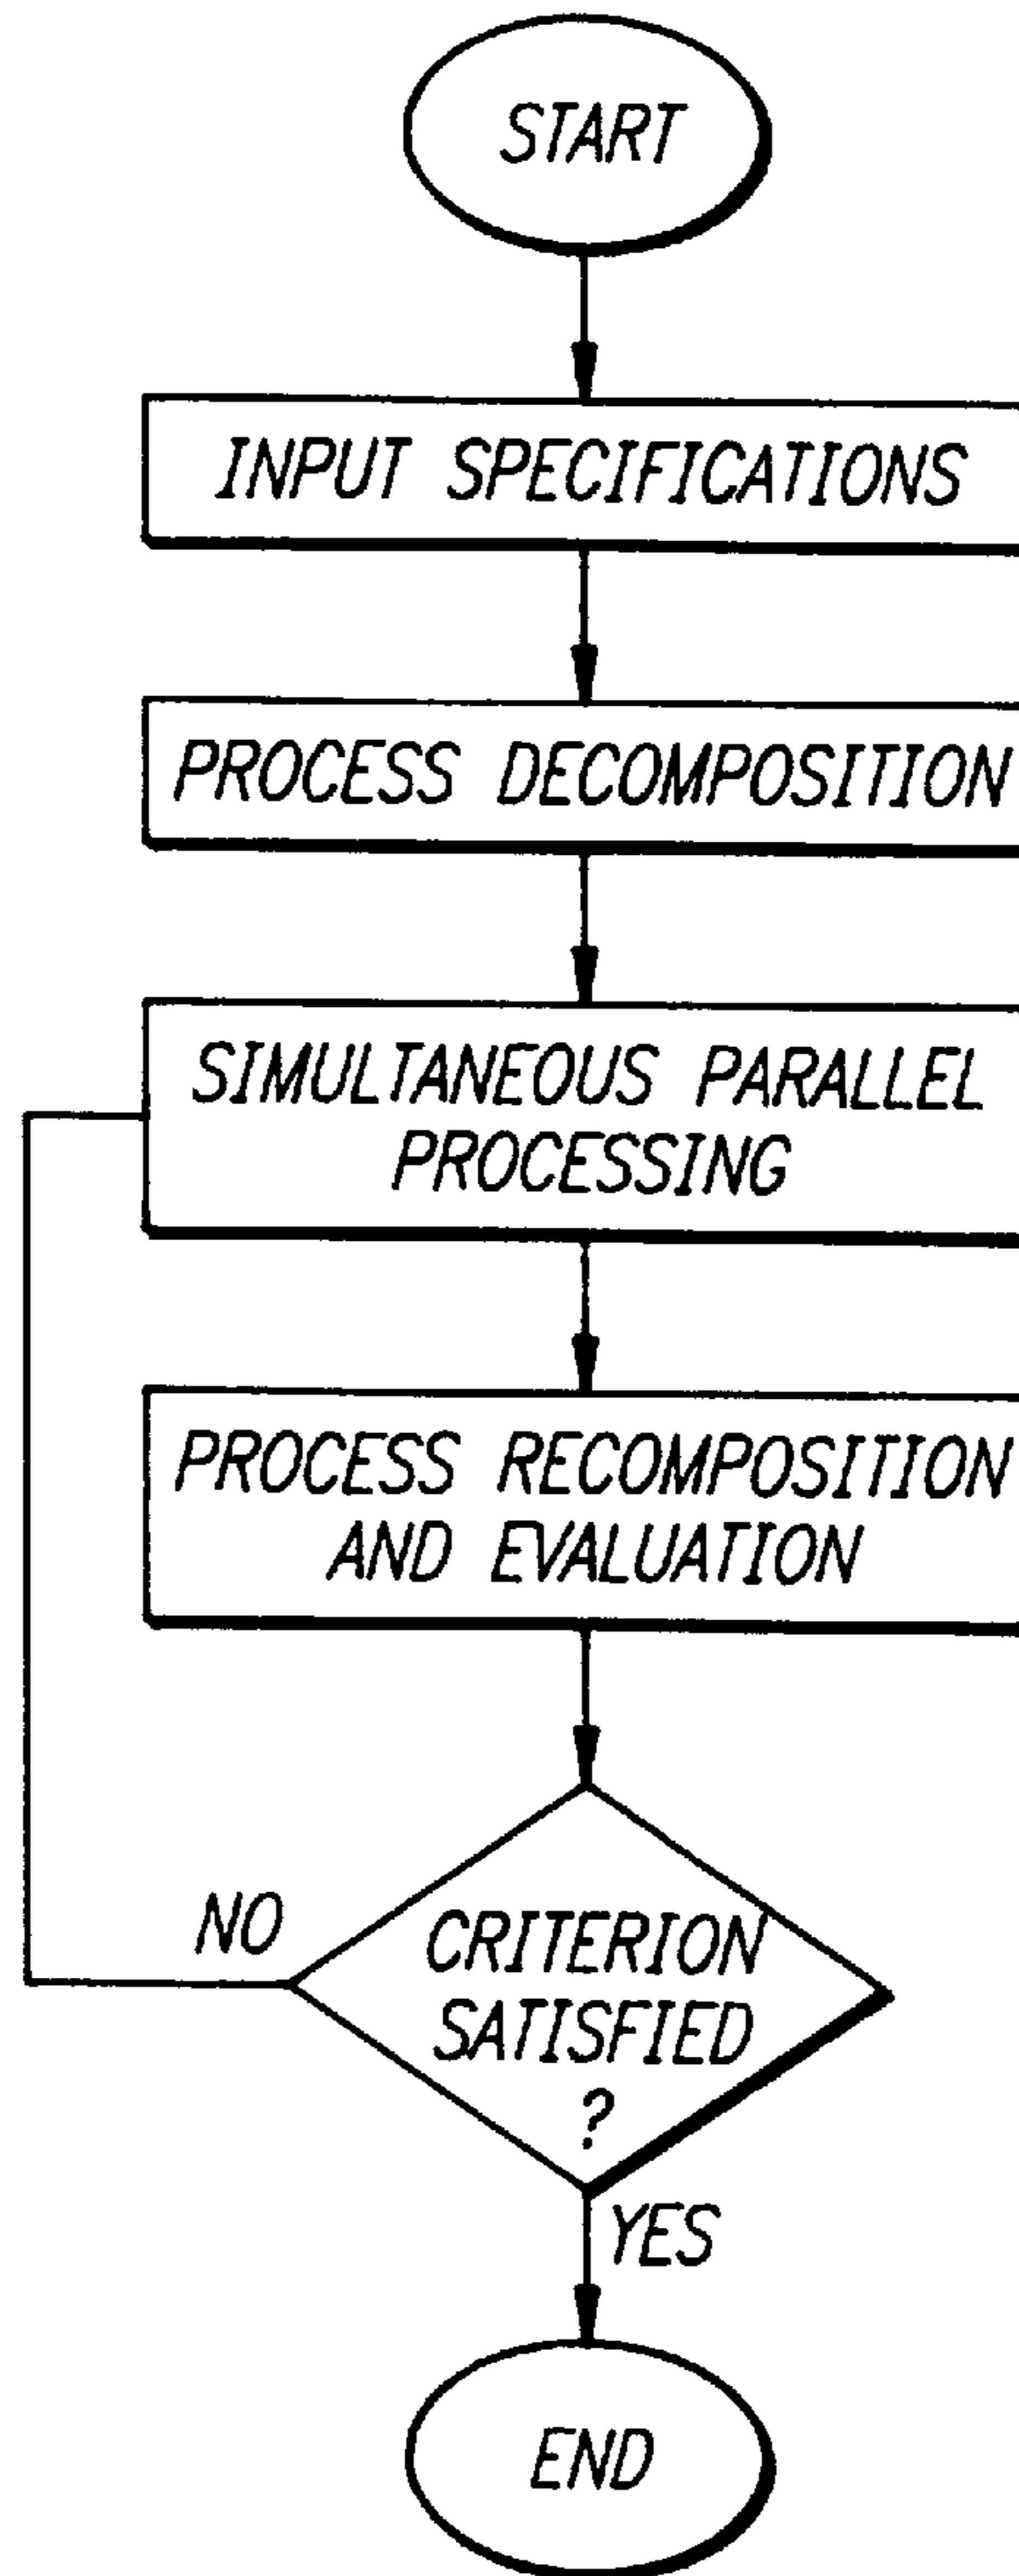 START
INPUT SPECIFICATIONS
PROCESS DECOMPOSITION
SIMULTANEOUS PARALLEL
PROCESSING
PROCESS RECOMPOSITION
AND EVALUATION
NO
CRITERION
SATISFIED
?
YES
END